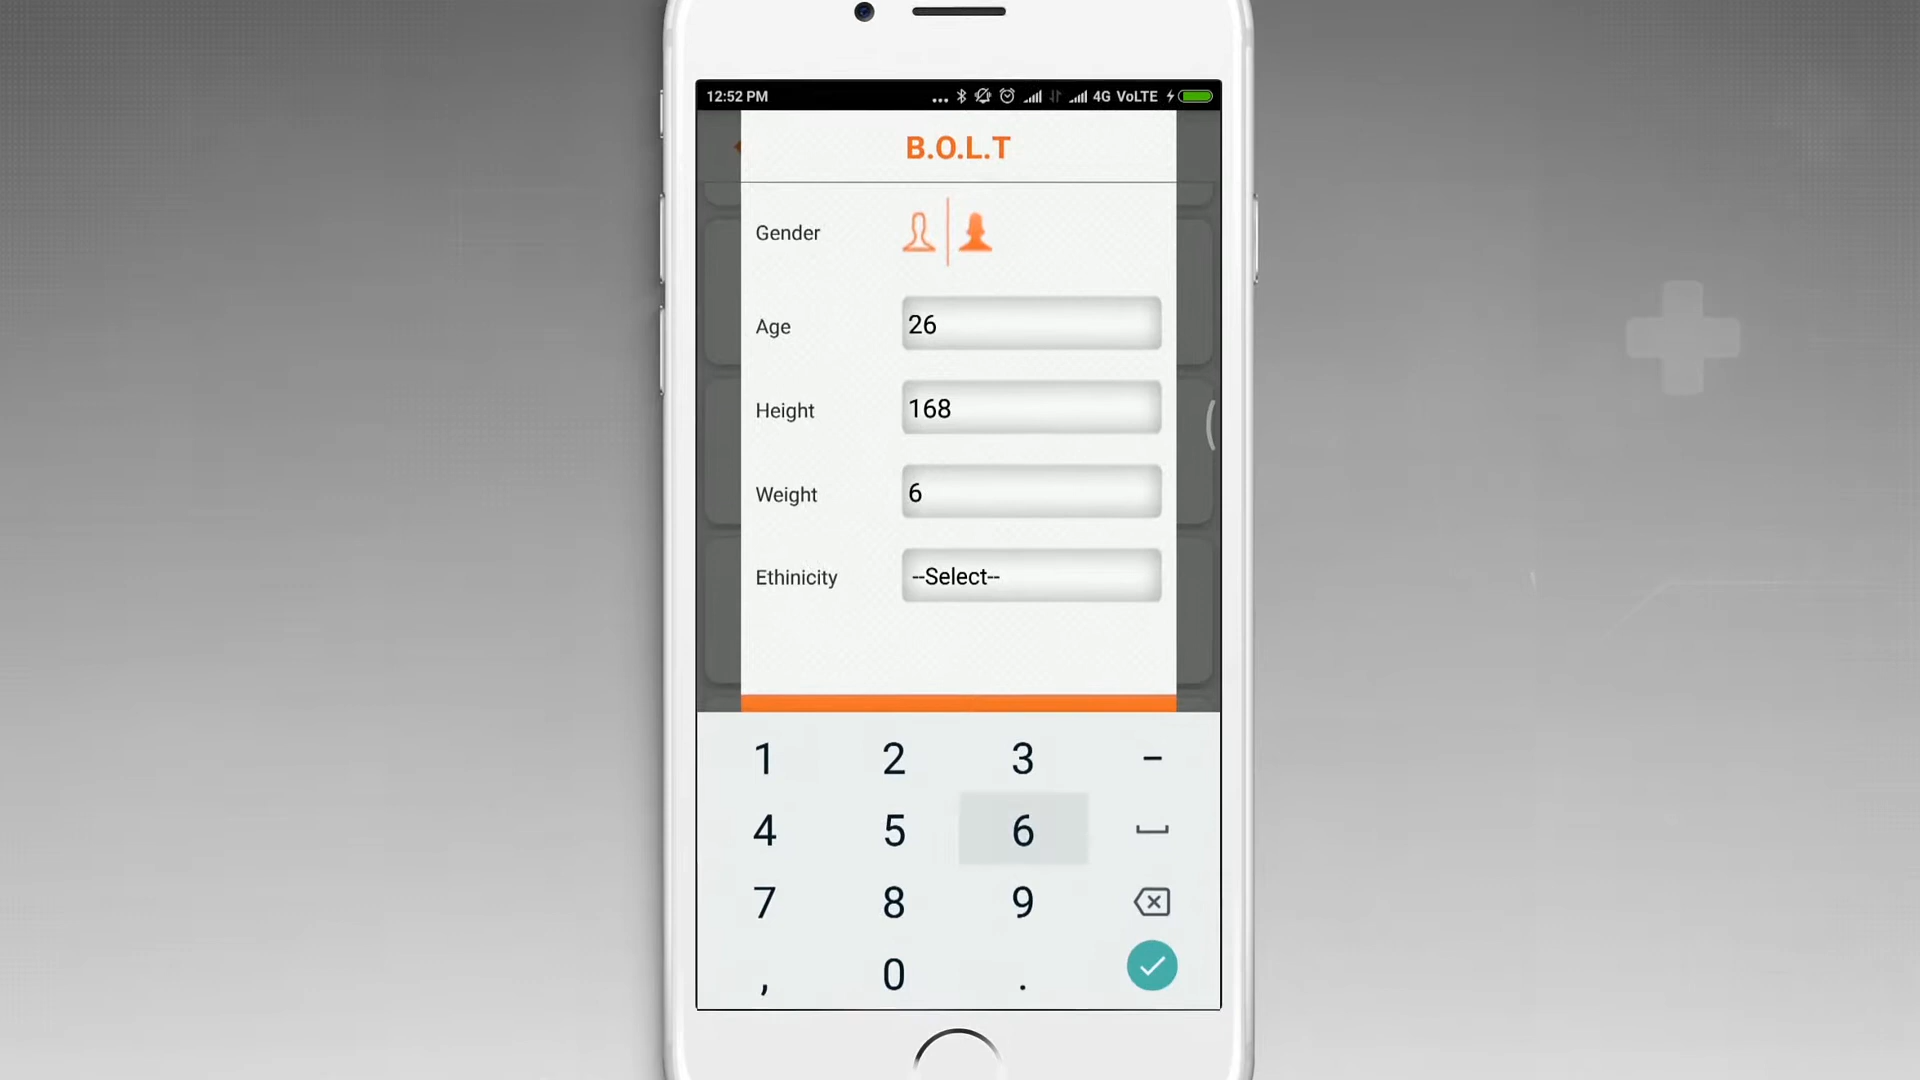 12:52 PM ... 4G VoLTE
B.O.L.T
Gender
Age 26
Height 168
Weight 6
Ethinicity --Select--
1 2 3 –
4 5 6
7 8 9
, 0 .